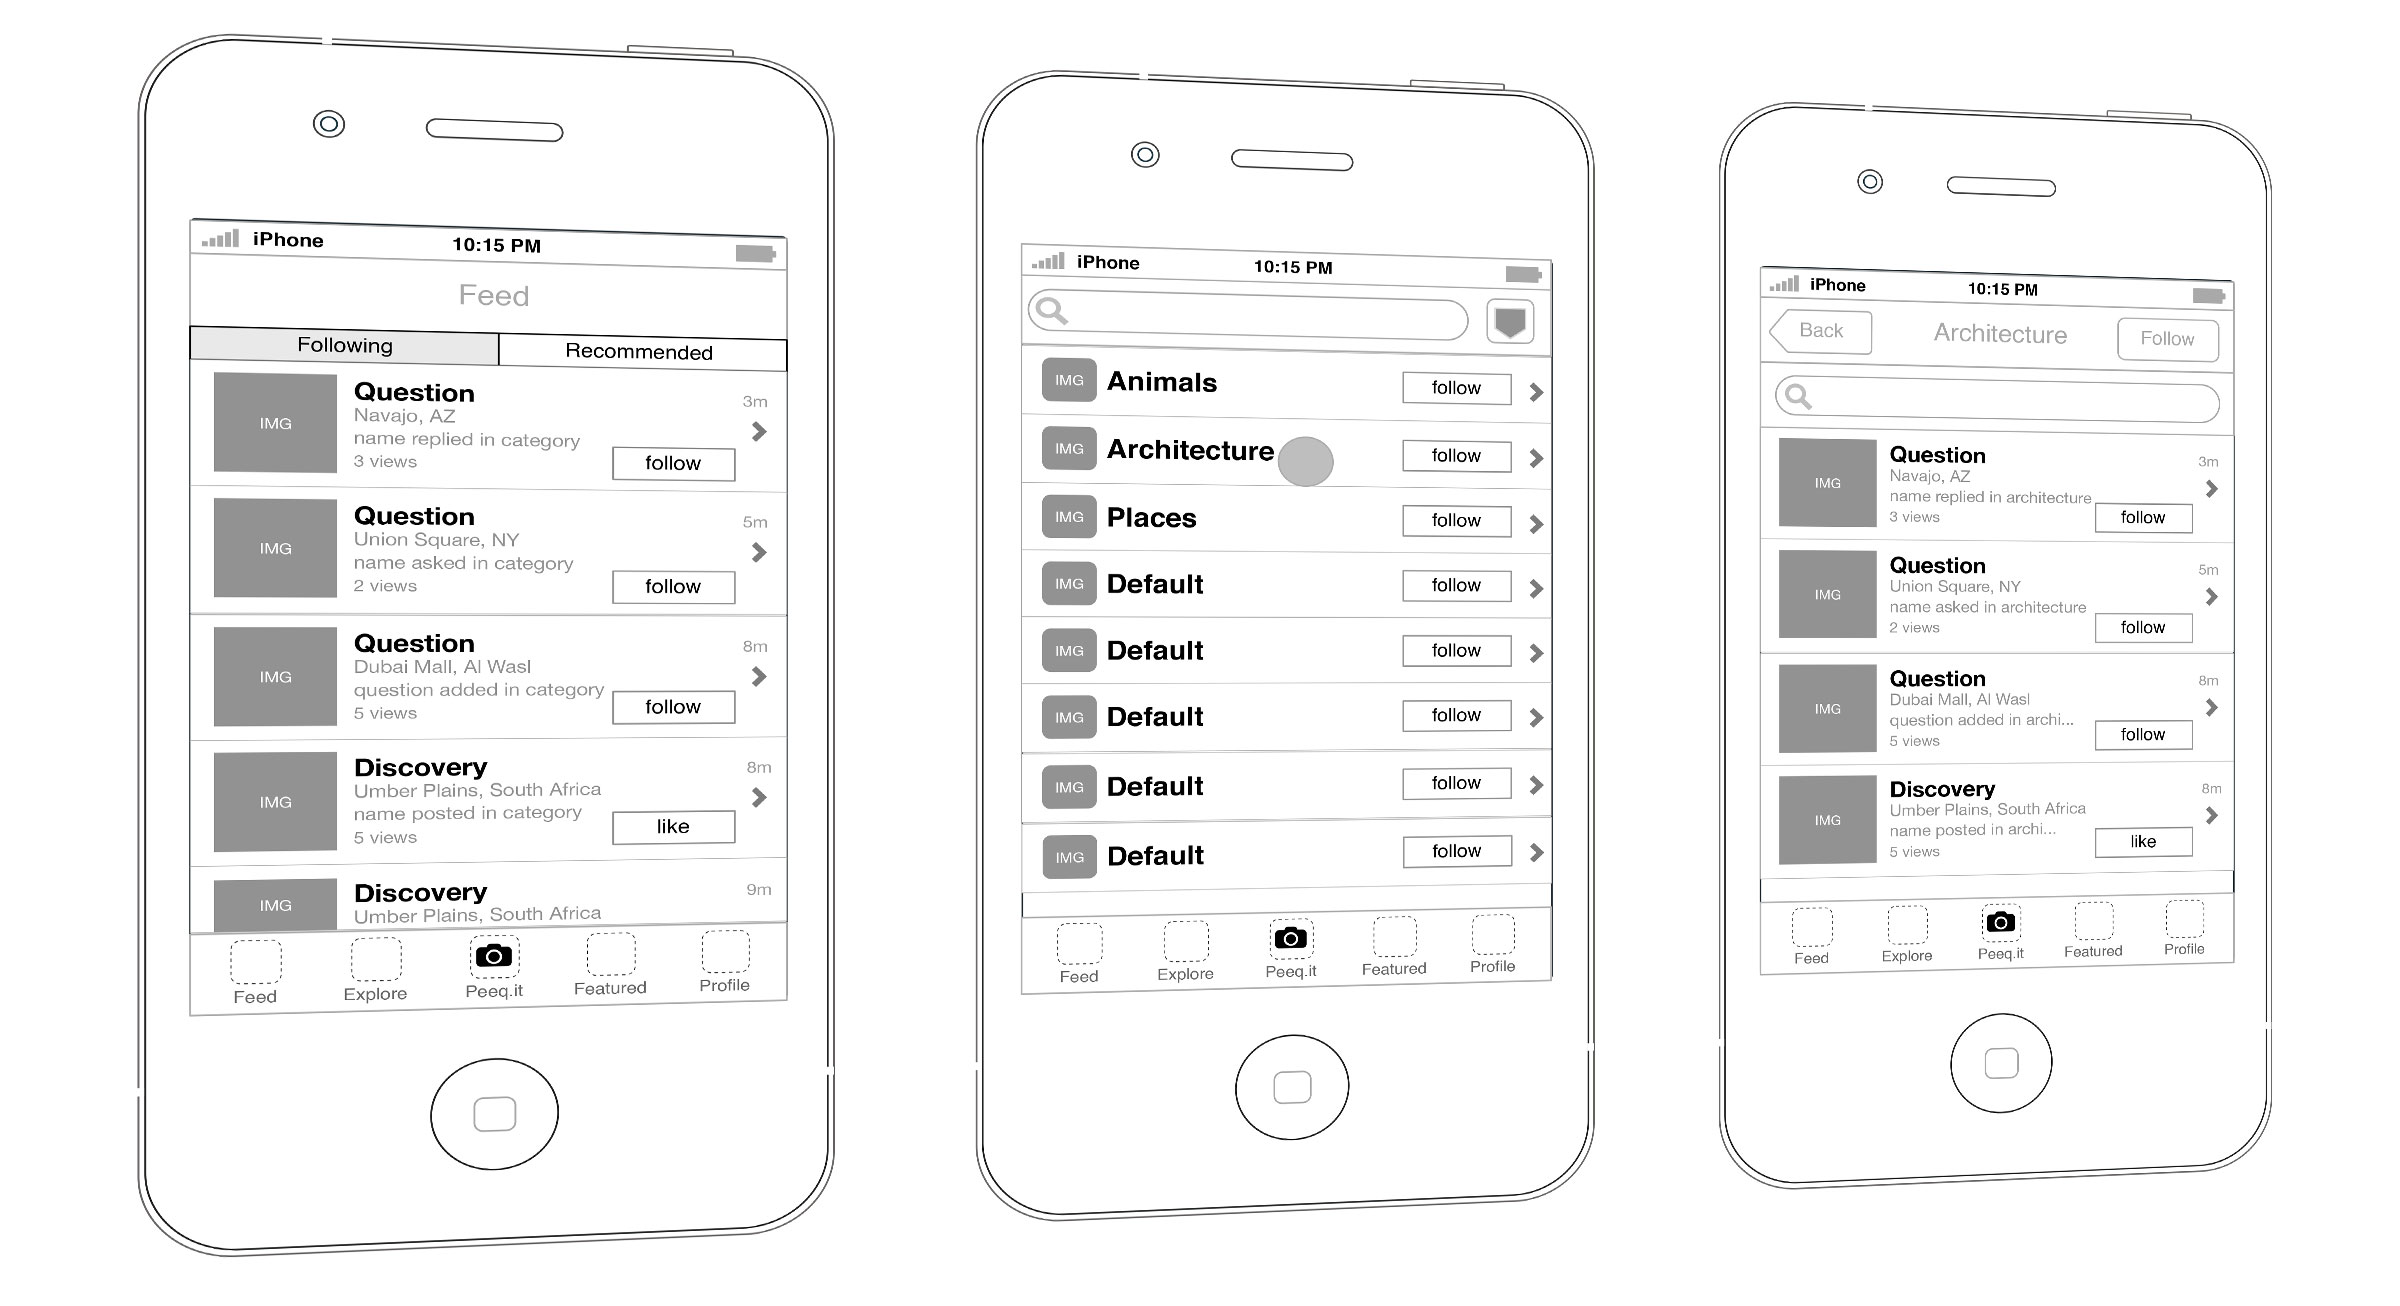 iPhone 10:15 PM
Feed
Following Recommended
IMG
Question
3m
Navajo, AZ
name replied in category
3 views
follow
IMG
Question
5m
Union Square, NY
name asked in category
2 views
follow
IMG
Question
8m
Dubai Mall, Al Wasl
question added in category
5 views
follow
IMG
Discovery
8m
Umber Plains, South Africa
name posted in category
5 views
like
IMG
Discovery
9m
Umber Plains, South Africa
Feed Explore Peeq.it Featured Profile
iPhone 10:15 PM
IMG Animals follow
IMG Architecture follow
IMG Places follow
IMG Default follow
IMG Default follow
IMG Default follow
IMG Default follow
IMG Default follow
Feed Explore Peeq.it Featured Profile
iPhone 10:15 PM
Back Architecture Follow
IMG
Question
3m
Navajo, AZ
name replied in architecture
3 views
follow
IMG
Question
5m
Union Square, NY
name asked in architecture
2 views
follow
IMG
Question
8m
Dubai Mall, Al Wasl
question added in archi...
5 views
follow
IMG
Discovery
8m
Umber Plains, South Africa
name posted in archi...
5 views
like
Feed Explore Peeq.it Featured Profile